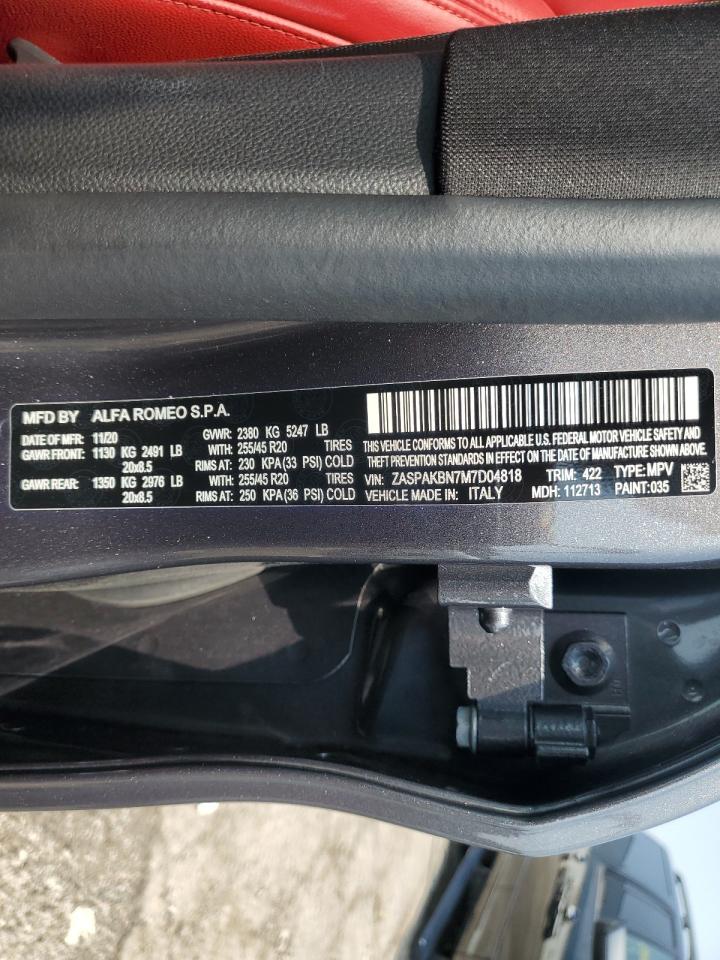 MFD BY ALFA ROMEO S.P.A.
DATE OF MFR: 11/20 GVWR: 2380 KG 5247 LB
GAWR FRONT: 1130 KG 2491 LB WITH: 255/45 R20 TIRES
20x8.5 RIMS AT: 230 KPA (33 PSI) COLD
GAWR REAR: 1350 KG 2976 LB WITH: 255/45 R20 TIRES
20x8.5 RIMS AT: 250 KPA (36 PSI) COLD
THIS VEHICLE CONFORMS TO ALL APPLICABLE U.S. FEDERAL MOTOR VEHICLE SAFETY AND
THEFT PREVENTION STANDARDS IN EFFECT ON THE DATE OF MANUFACTURE SHOWN ABOVE.
VIN: ZASPAKBN7M7D04818 TRIM: 422 TYPE: MPV
VEHICLE MADE IN: ITALY MDH: 112713 PAINT: 035